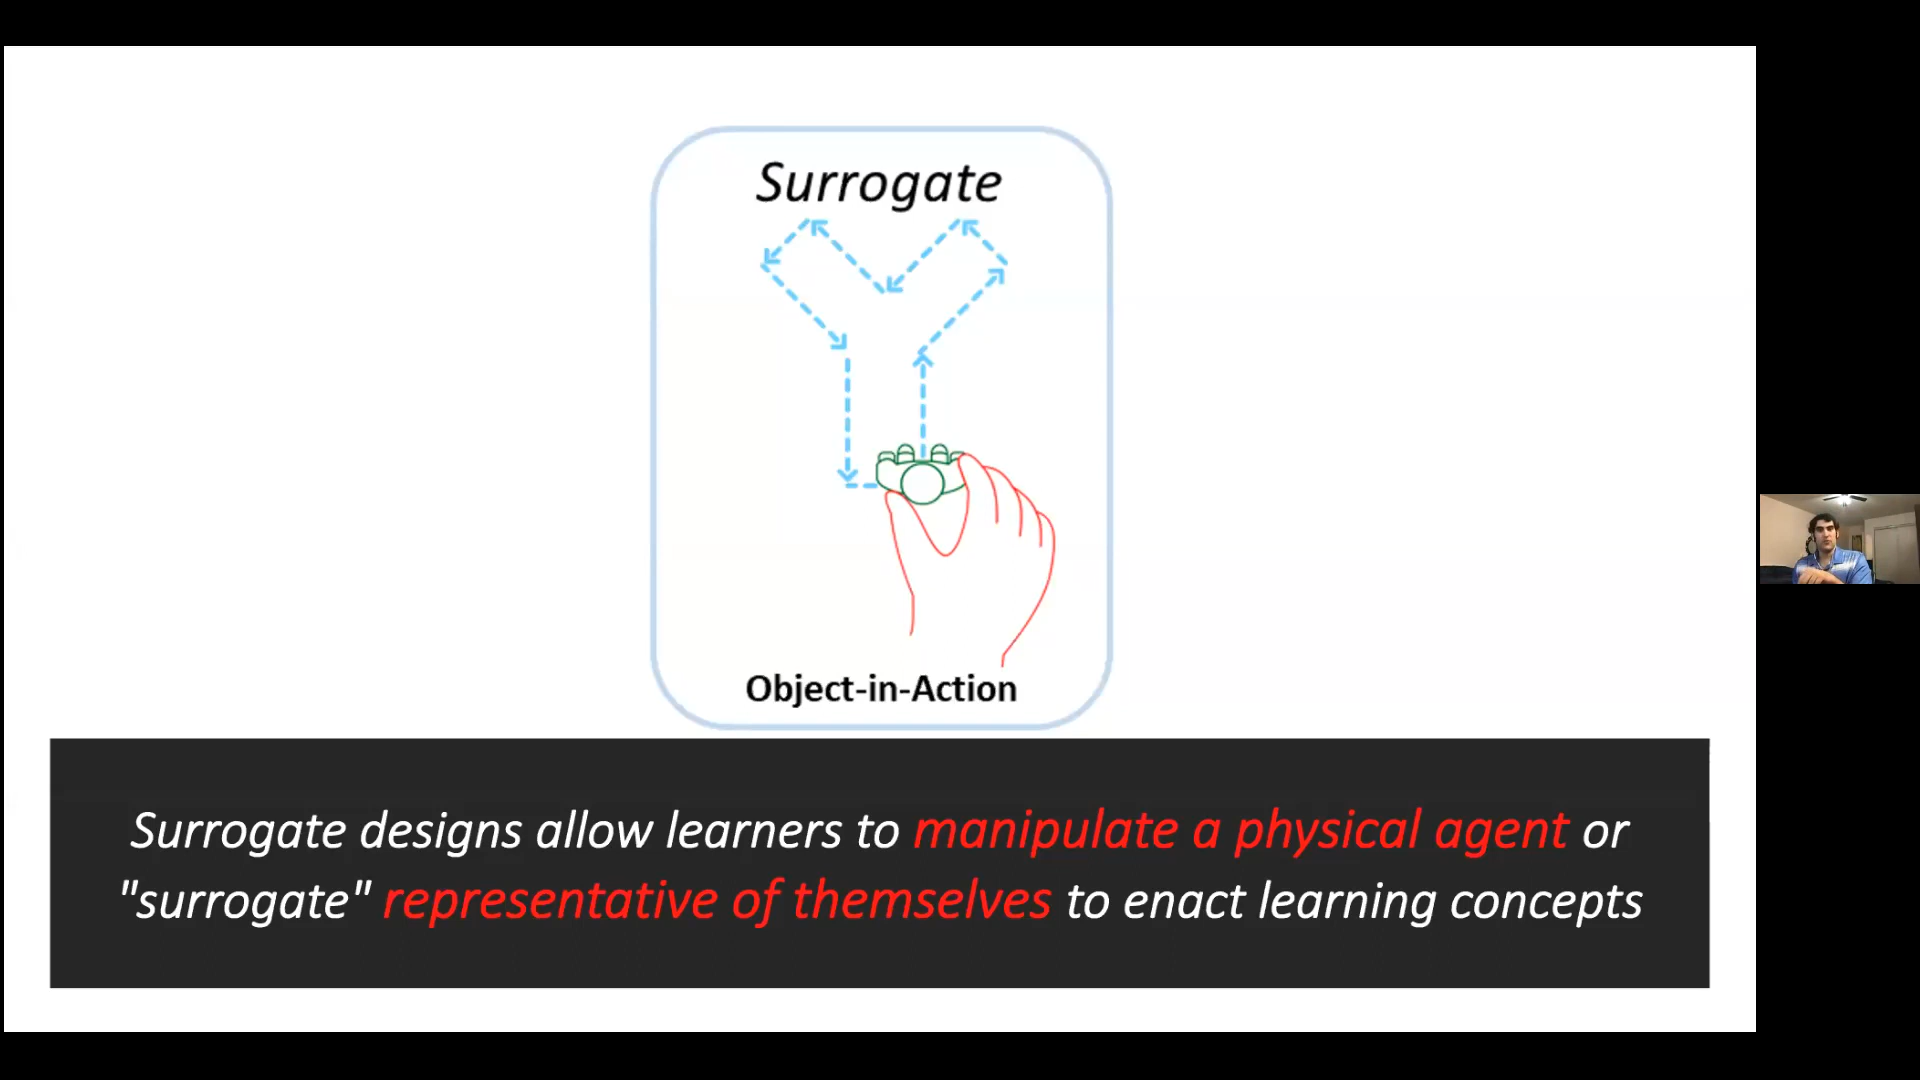 Surrogate
Object-in-Action
Surrogate designs allow learners to manipulate a physical agent or
"surrogate" representative of themselves to enact learning concepts